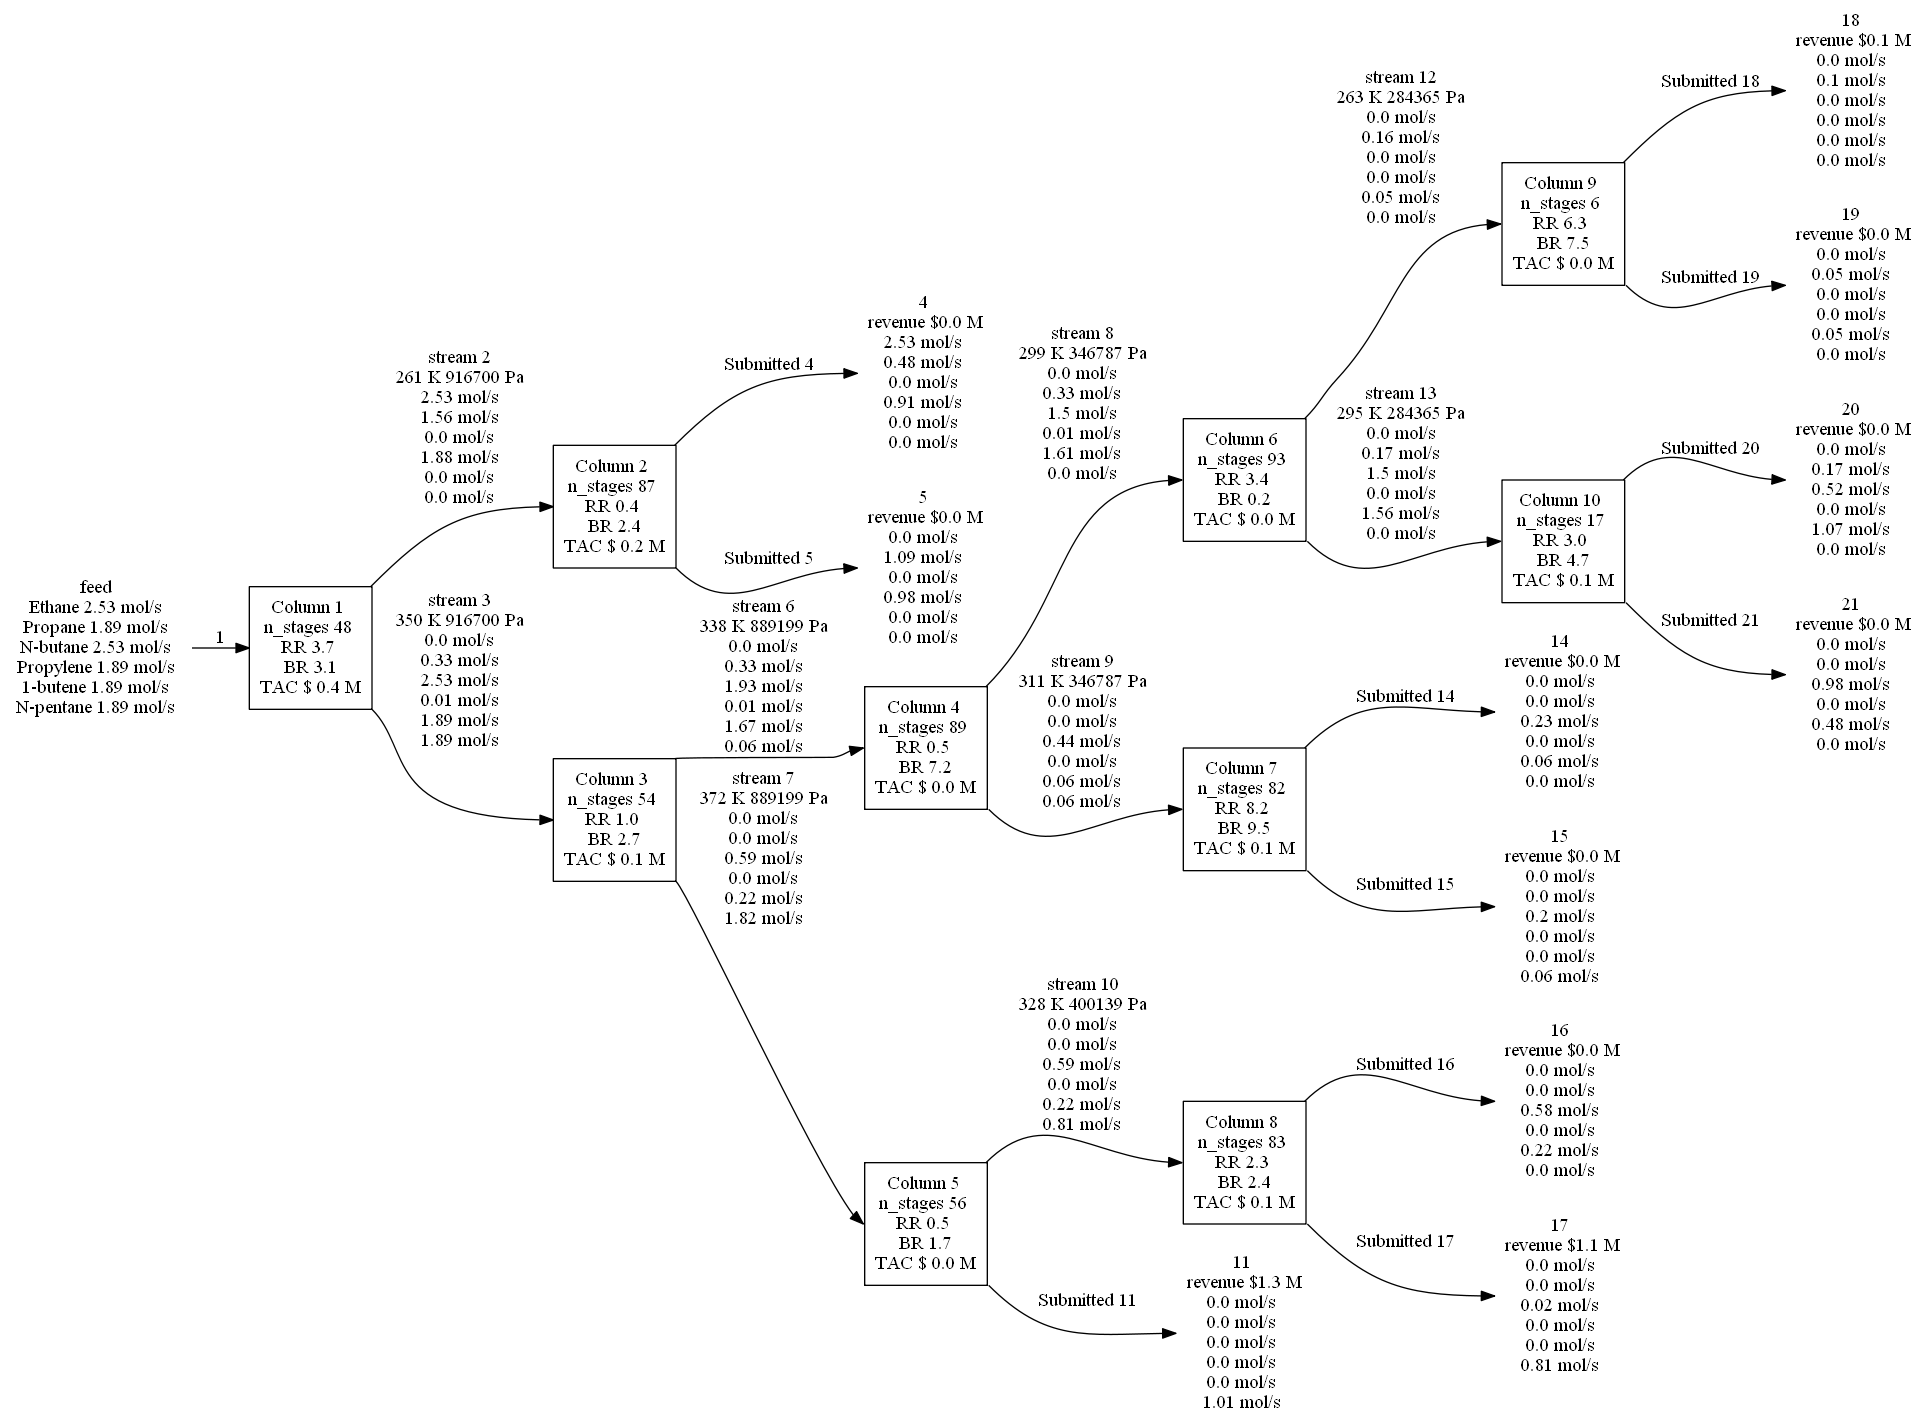 feed
Ethane 2.53 mol/s
Propane 1.89 mol/s
N-butane 2.53 mol/s
Propylene 1.89 mol/s
1-butene 1.89 mol/s
N-pentane 1.89 mol/s
1
Column 1
n_stages 48
RR 3.7
BR 3.1
TAC $ 0.4 M
stream 2
261 K 916700 Pa
2.53 mol/s
1.56 mol/s
0.0 mol/s
1.88 mol/s
0.0 mol/s
0.0 mol/s
stream 3
350 K 916700 Pa
0.0 mol/s
0.33 mol/s
2.53 mol/s
0.01 mol/s
1.89 mol/s
1.89 mol/s
Column 2
n_stages 87
RR 0.4
BR 2.4
TAC $ 0.2 M
Column 3
n_stages 54
RR 1.0
BR 2.7
TAC $ 0.1 M
Submitted 4
4
revenue $0.0 M
2.53 mol/s
0.48 mol/s
0.0 mol/s
0.91 mol/s
0.0 mol/s
0.0 mol/s
Submitted 5
5
revenue $0.0 M
0.0 mol/s
1.09 mol/s
0.0 mol/s
0.98 mol/s
0.0 mol/s
0.0 mol/s
stream 6
338 K 889199 Pa
0.0 mol/s
0.33 mol/s
1.93 mol/s
0.01 mol/s
1.67 mol/s
0.06 mol/s
stream 7
372 K 889199 Pa
0.0 mol/s
0.0 mol/s
0.59 mol/s
0.0 mol/s
0.22 mol/s
1.82 mol/s
Column 4
n_stages 89
RR 0.5
BR 7.2
TAC $ 0.0 M
Column 5
n_stages 56
RR 0.5
BR 1.7
TAC $ 0.0 M
stream 8
299 K 346787 Pa
0.0 mol/s
0.33 mol/s
1.5 mol/s
0.01 mol/s
1.61 mol/s
0.0 mol/s
stream 9
311 K 346787 Pa
0.0 mol/s
0.0 mol/s
0.44 mol/s
0.0 mol/s
0.06 mol/s
0.06 mol/s
stream 10
328 K 400139 Pa
0.0 mol/s
0.0 mol/s
0.59 mol/s
0.0 mol/s
0.22 mol/s
0.81 mol/s
Submitted 11
11
revenue $1.3 M
0.0 mol/s
0.0 mol/s
0.0 mol/s
0.0 mol/s
0.0 mol/s
1.01 mol/s
Column 6
n_stages 93
RR 3.4
BR 0.2
TAC $ 0.0 M
Column 7
n_stages 82
RR 8.2
BR 9.5
TAC $ 0.1 M
Column 8
n_stages 83
RR 2.3
BR 2.4
TAC $ 0.1 M
stream 12
263 K 284365 Pa
0.0 mol/s
0.16 mol/s
0.0 mol/s
0.0 mol/s
0.05 mol/s
0.0 mol/s
stream 13
295 K 284365 Pa
0.0 mol/s
0.17 mol/s
1.5 mol/s
0.0 mol/s
1.56 mol/s
0.0 mol/s
Submitted 14
14
revenue $0.0 M
0.0 mol/s
0.0 mol/s
0.23 mol/s
0.0 mol/s
0.06 mol/s
0.0 mol/s
Submitted 15
15
revenue $0.0 M
0.0 mol/s
0.0 mol/s
0.2 mol/s
0.0 mol/s
0.0 mol/s
0.06 mol/s
Submitted 16
16
revenue $0.0 M
0.0 mol/s
0.0 mol/s
0.58 mol/s
0.0 mol/s
0.22 mol/s
0.0 mol/s
Submitted 17
17
revenue $1.1 M
0.0 mol/s
0.0 mol/s
0.02 mol/s
0.0 mol/s
0.0 mol/s
0.81 mol/s
Column 9
n_stages 6
RR 6.3
BR 7.5
TAC $ 0.0 M
Column 10
n_stages 17
RR 3.0
BR 4.7
TAC $ 0.1 M
Submitted 18
18
revenue $0.1 M
0.0 mol/s
0.1 mol/s
0.0 mol/s
0.0 mol/s
0.0 mol/s
0.0 mol/s
Submitted 19
19
revenue $0.0 M
0.0 mol/s
0.05 mol/s
0.0 mol/s
0.0 mol/s
0.05 mol/s
0.0 mol/s
Submitted 20
20
revenue $0.0 M
0.0 mol/s
0.17 mol/s
0.52 mol/s
0.0 mol/s
1.07 mol/s
0.0 mol/s
Submitted 21
21
revenue $0.0 M
0.0 mol/s
0.0 mol/s
0.98 mol/s
0.0 mol/s
0.48 mol/s
0.0 mol/s